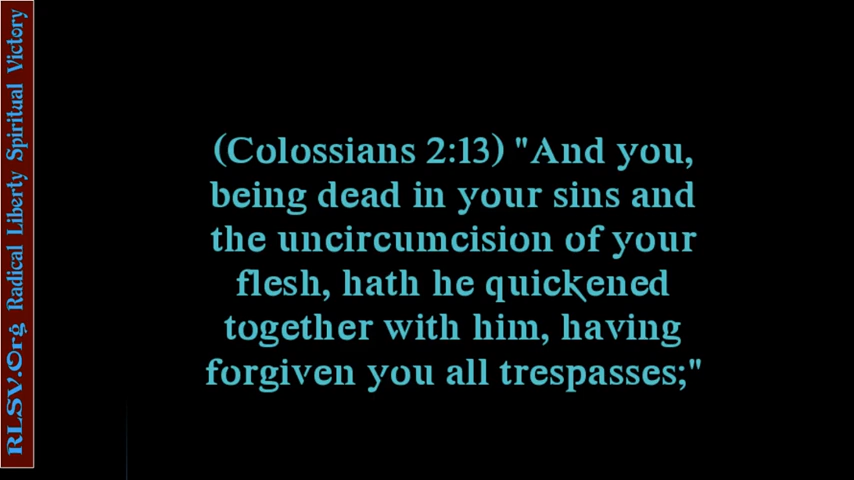 RLSV.Org Radical Liberty Spiritual Victory
(Colossians 2:13) "And you,
being dead in your sins and
the uncircumcision of your
flesh, hath he quickened
together with him, having
forgiven you all trespasses;"